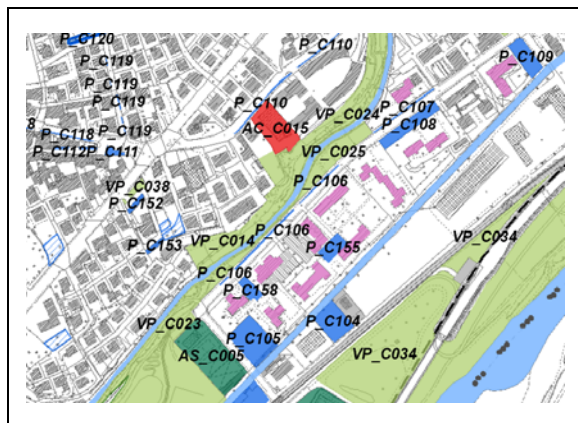 P_C120
P_C110
P_C109
P_C119
P_C119
P_C119
P_C110
VP_C024
P_C107
8
P_C118
P_C119
AC_C015
P_C108
P_C112
P_C111
VP_C025
VP_C038
P_C106
P_C152
P_C153
VP_C014
P_C106
P_C155
VP_C034
P_C106
P_C158
VP_C023
P_C105
P_C104
AS_C005
VP_C034